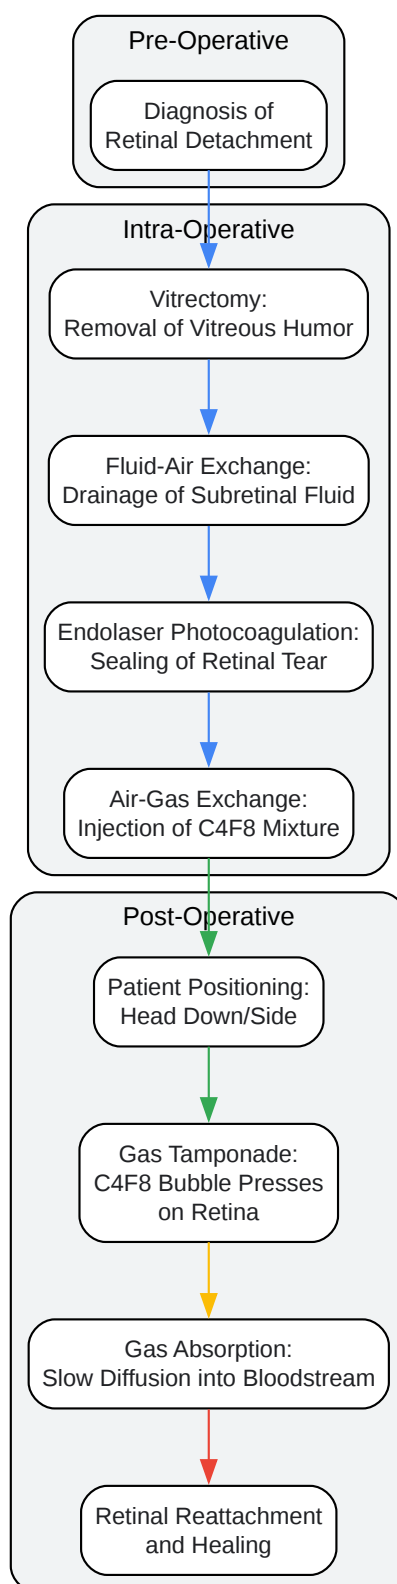 Pre-Operative
Diagnosis of
Retinal Detachment
Intra-Operative
Vitrectomy:
Removal of Vitreous Humor
Fluid-Air Exchange:
Drainage of Subretinal Fluid
Endolaser Photocoagulation:
Sealing of Retinal Tear
Air-Gas Exchange:
Injection of C4F8 Mixture
Post-Operative
Patient Positioning:
Head Down/Side
Gas Tamponade:
C4F8 Bubble Presses
on Retina
Gas Absorption:
Slow Diffusion into Bloodstream
Retinal Reattachment
and Healing